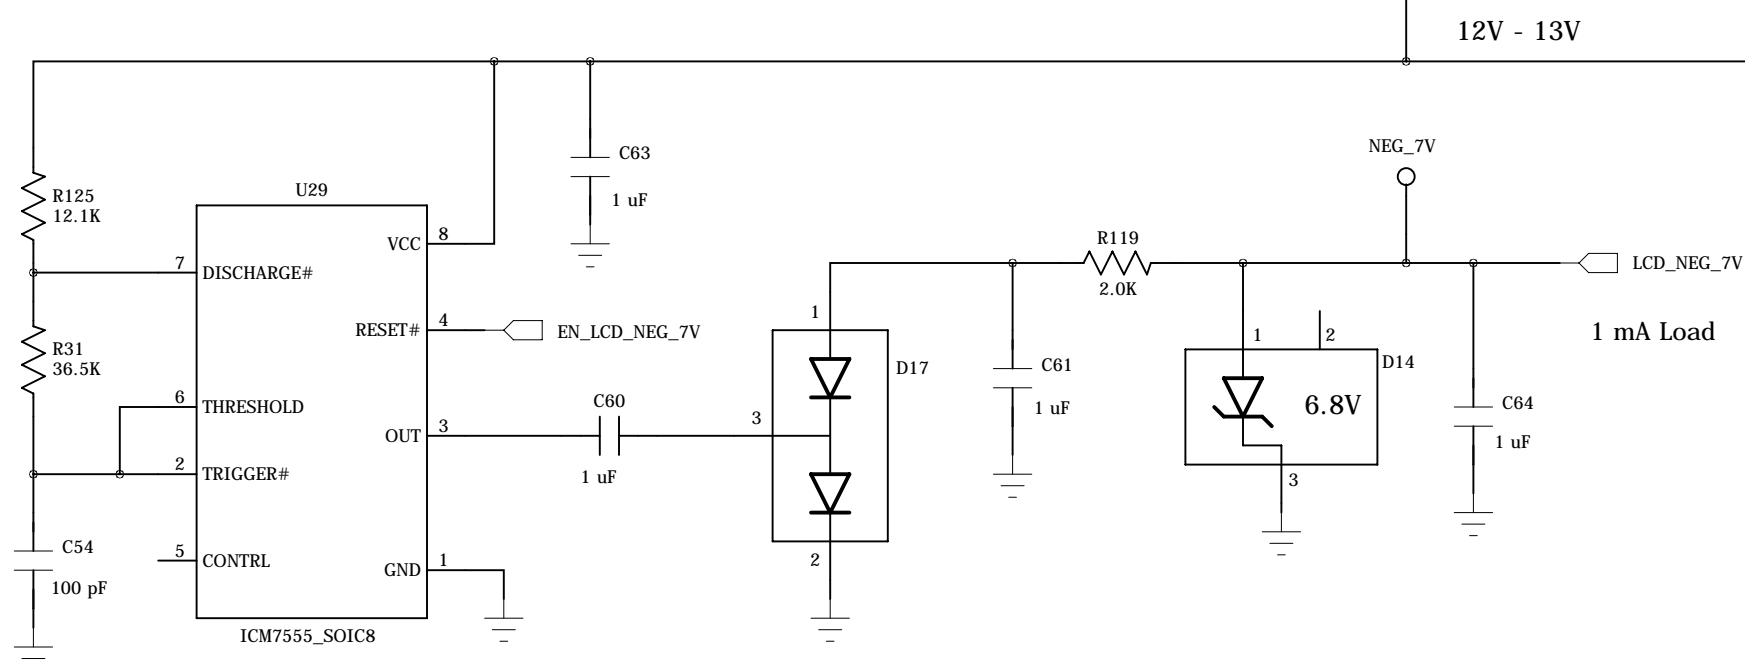 12V - 13V
C63
1 uF
NEG_7V
R125
12.1K
U29
VCC
8
7
DISCHARGE#
R119
2.0K
LCD_NEG_7V
1
RESET#
4
EN_LCD_NEG_7V
1
2
1 mA Load
R31
36.5K
D17
C61
1 uF
D14
6.8V
6
THRESHOLD
C60
1 uF
3
C64
1 uF
OUT
3
2
TRIGGER#
3
C54
100 pF
5
CONTRL
GND
1
2
ICM7555_SOIC8